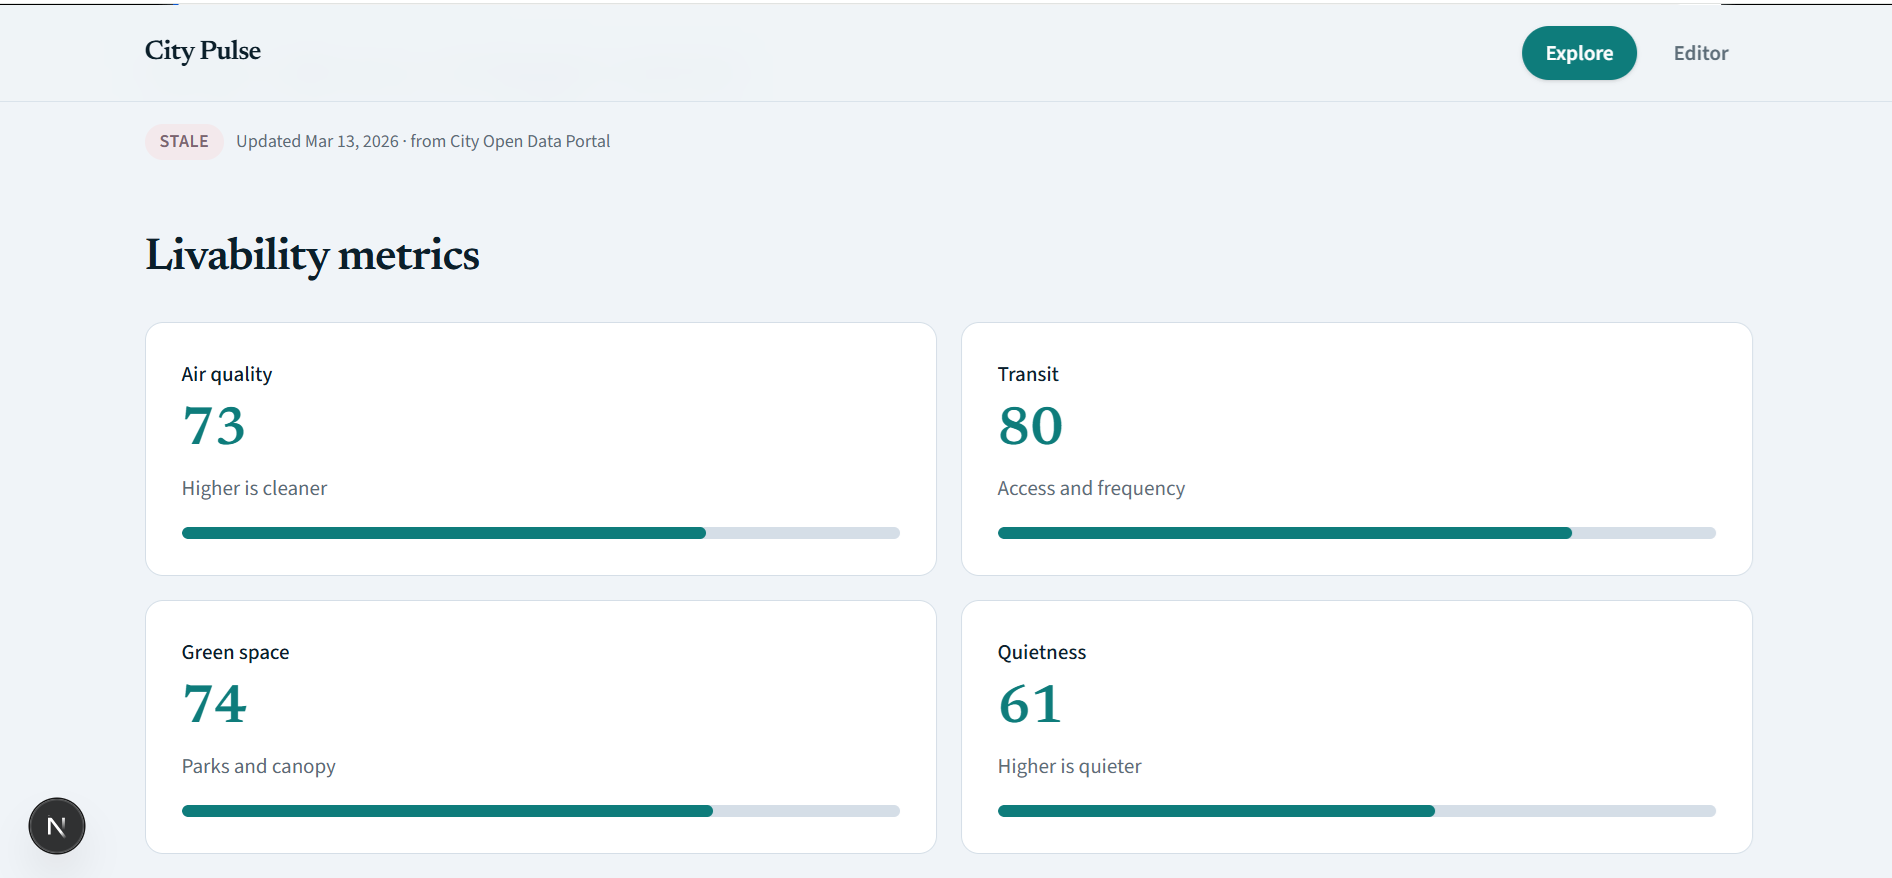 City Pulse
Explore
Editor
STALE
Updated Mar 13, 2026 · from City Open Data Portal
Livability metrics
Air quality
73
Higher is cleaner
Transit
80
Access and frequency
Green space
74
Parks and canopy
Quietness
61
Higher is quieter
N